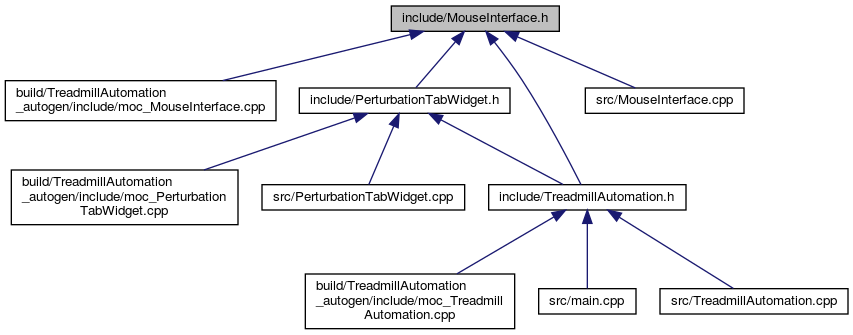 include/MouseInterface.h
build/TreadmillAutomation
_autogen/include/moc_MouseInterface.cpp
include/PerturbationTabWidget.h
src/MouseInterface.cpp
build/TreadmillAutomation
_autogen/include/moc_Perturbation
TabWidget.cpp
src/PerturbationTabWidget.cpp
include/TreadmillAutomation.h
build/TreadmillAutomation
_autogen/include/moc_Treadmill
Automation.cpp
src/main.cpp
src/TreadmillAutomation.cpp